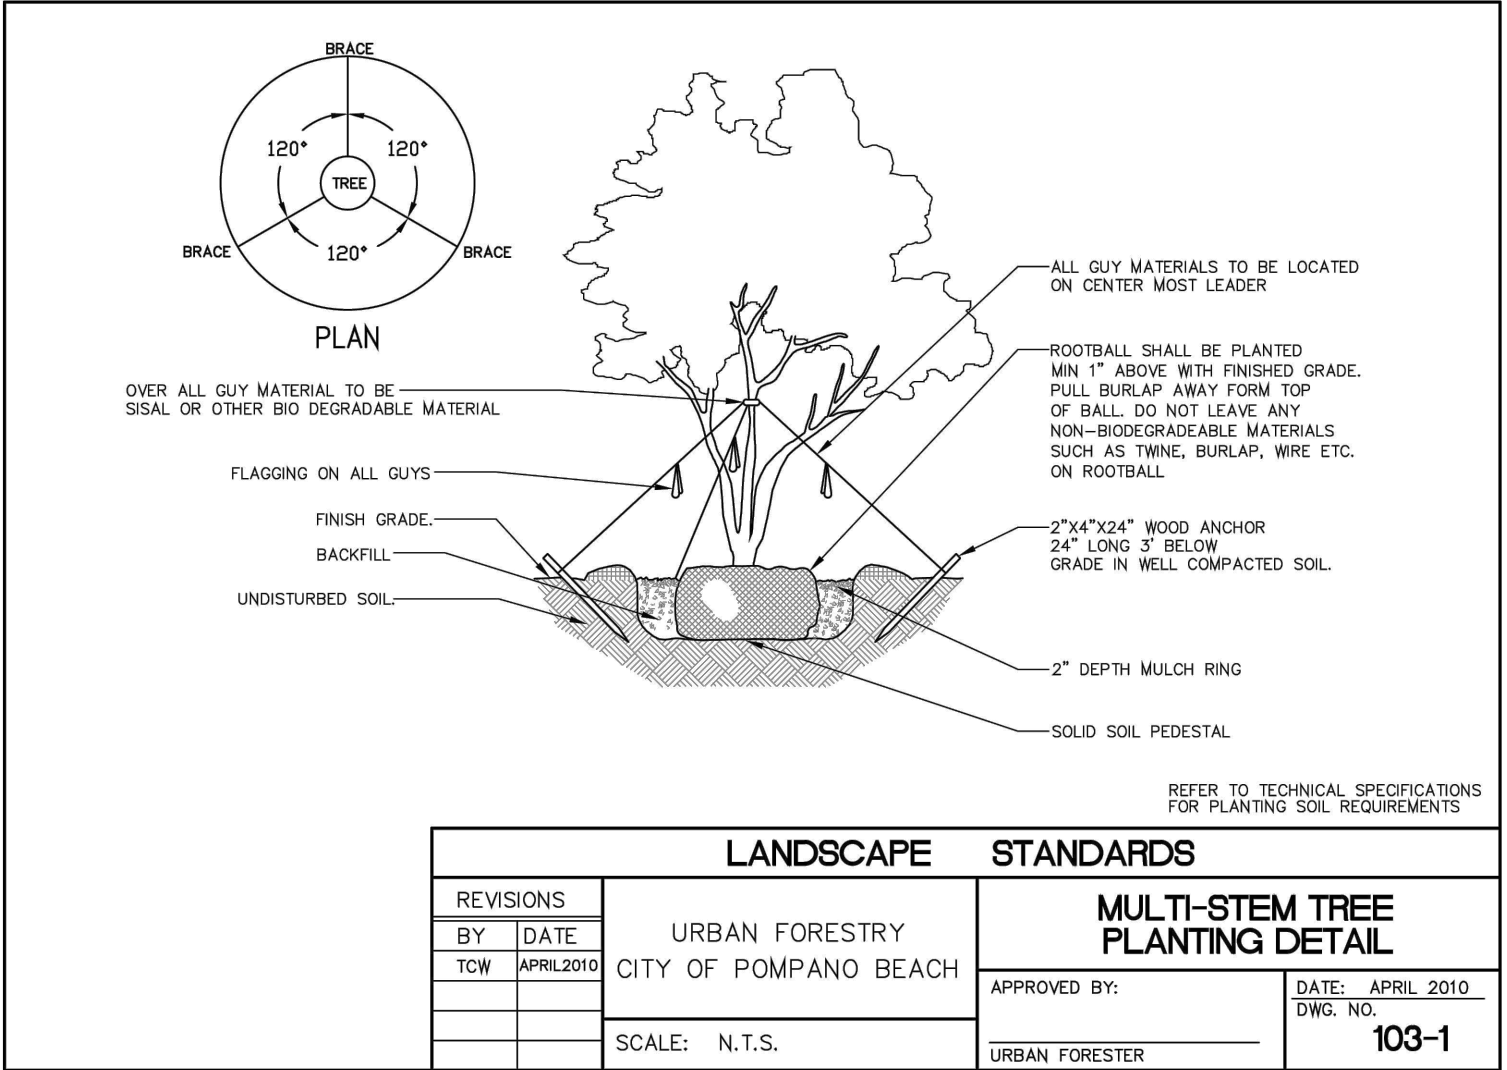 BRACE
120°
120°
TREE
BRACE
120°
BRACE
PLAN
ALL GUY MATERIALS TO BE LOCATED
ON CENTER MOST LEADER
ROOTBALL SHALL BE PLANTED
MIN 1" ABOVE WITH FINISHED GRADE.
PULL BURLAP AWAY FORM TOP
OF BALL. DO NOT LEAVE ANY
NON-BIODEGRADEABLE MATERIALS
SUCH AS TWINE, BURLAP, WIRE ETC.
ON ROOTBALL
OVER ALL GUY MATERIAL TO BE
SISAL OR OTHER BIO DEGRADABLE MATERIAL
FLAGGING ON ALL GUYS
FINISH GRADE.
BACKFILL
UNDISTURBED SOIL.
2"X4"X24" WOOD ANCHOR
24" LONG 3' BELOW
GRADE IN WELL COMPACTED SOIL.
2" DEPTH MULCH RING
SOLID SOIL PEDESTAL
REFER TO TECHNICAL SPECIFICATIONS
FOR PLANTING SOIL REQUIREMENTS
LANDSCAPE STANDARDS
REVISIONS
BY DATE
TCW APRIL2010
URBAN FORESTRY
CITY OF POMPANO BEACH
SCALE: N.T.S.
MULTI-STEM TREE
PLANTING DETAIL
APPROVED BY:
URBAN FORESTER
DATE: APRIL 2010
DWG. NO.
103-1